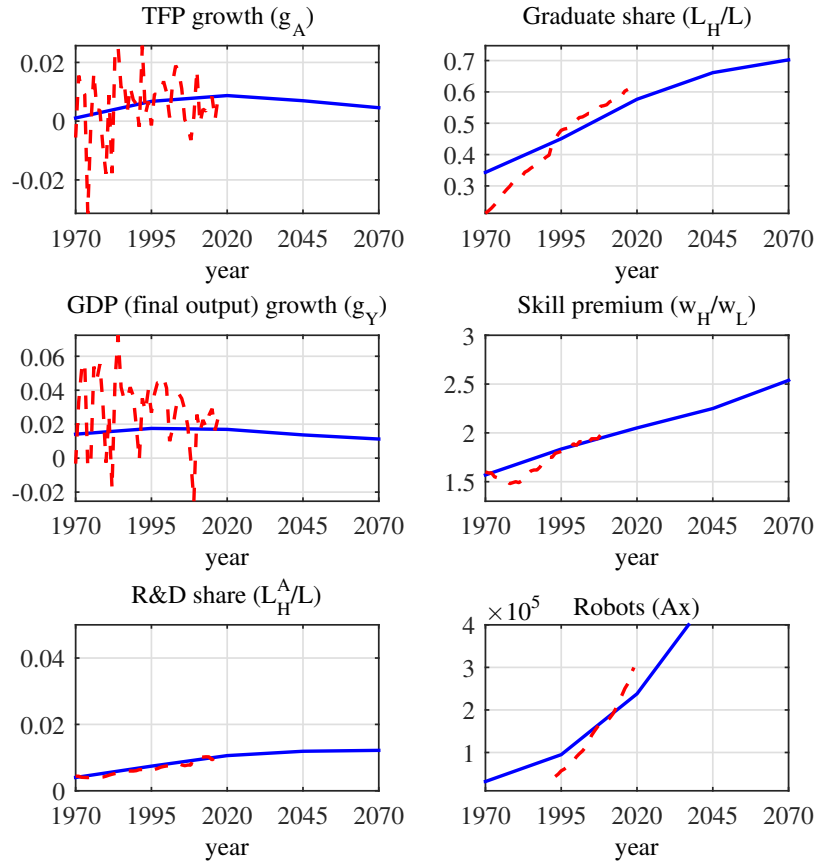 TFP growth (g_A)
0.02
0
-0.02
1970 1995 2020 2045 2070
year
Graduate share (L_H/L)
0.7
0.6
0.5
0.4
0.3
1970 1995 2020 2045 2070
year
GDP (final output) growth (g_Y)
0.06
0.04
0.02
0
-0.02
1970 1995 2020 2045 2070
year
Skill premium (w_H/w_L)
3
2.5
2
1.5
1970 1995 2020 2045 2070
year
R&D share (L_H^A/L)
0.04
0.02
0
1970 1995 2020 2045 2070
year
×10^5 Robots (Ax)
4
3
2
1
1970 1995 2020 2045 2070
year